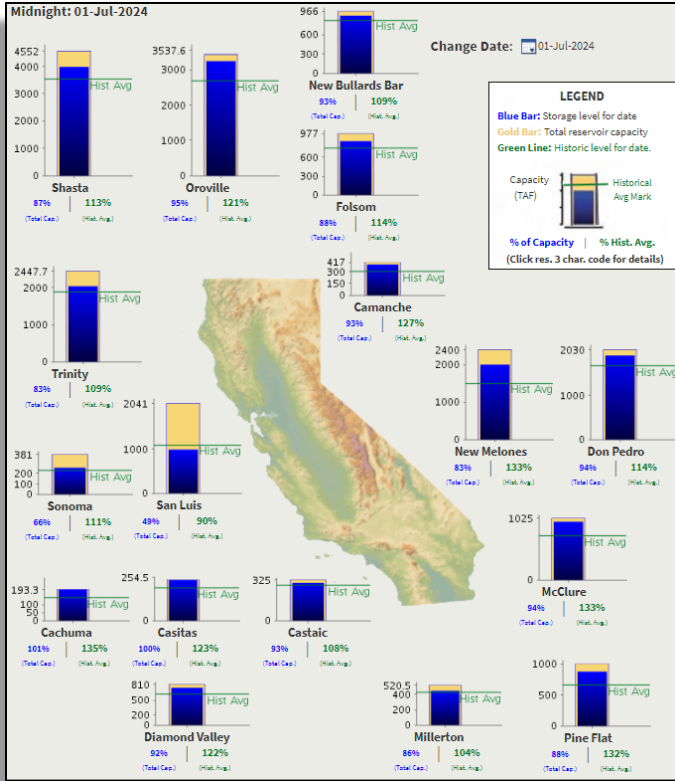 Midnight: 01-Jul-2024
Change Date: 01-Jul-2024
LEGEND
Blue Bar: Storage level for date
Gold Bar: Total reservoir capacity
Green Line: Historic level for date.
Capacity
(TAF)
Historical
Avg Mark
% of Capacity | % Hist. Avg.
(Click res. 3 char. code for details)
4552
4000
3000
2000
1000
0
Hist Avg
Shasta
87% | 113%
(Total Cap.) (Hist. Avg.)
3537.6
3000
2000
1000
0
Hist Avg
Oroville
95% | 121%
(Total Cap.) (Hist. Avg.)
966
600
300
0
Hist Avg
New Bullards Bar
93% | 109%
(Total Cap.) (Hist. Avg.)
977
600
300
0
Hist Avg
Folsom
88% | 114%
(Total Cap.) (Hist. Avg.)
417
300
150
0
Hist Avg
Camanche
93% | 127%
(Total Cap.) (Hist. Avg.)
2447.7
2000
1000
0
Hist Avg
Trinity
83% | 109%
(Total Cap.) (Hist. Avg.)
2400
2000
1000
0
Hist Avg
New Melones
83% | 133%
(Total Cap.) (Hist. Avg.)
2030
1000
0
Hist Avg
Don Pedro
94% | 114%
(Total Cap.) (Hist. Avg.)
381
200
100
0
Hist Avg
Sonoma
66% | 111%
(Total Cap.) (Hist. Avg.)
2041
1000
0
Hist Avg
San Luis
49% | 90%
(Total Cap.) (Hist. Avg.)
1025
0
Hist Avg
McClure
94% | 133%
(Total Cap.) (Hist. Avg.)
193.3
100
50
0
Hist Avg
Cachuma
101% | 135%
(Total Cap.) (Hist. Avg.)
254.5
0
Hist Avg
Casitas
100% | 123%
(Total Cap.) (Hist. Avg.)
325
0
Hist Avg
Castaic
93% | 108%
(Total Cap.) (Hist. Avg.)
810
500
200
0
Hist Avg
Diamond Valley
92% | 122%
(Total Cap.) (Hist. Avg.)
520.5
400
200
0
Hist Avg
Millerton
86% | 104%
(Total Cap.) (Hist. Avg.)
1000
500
0
Hist Avg
Pine Flat
88% | 132%
(Total Cap.) (Hist. Avg.)